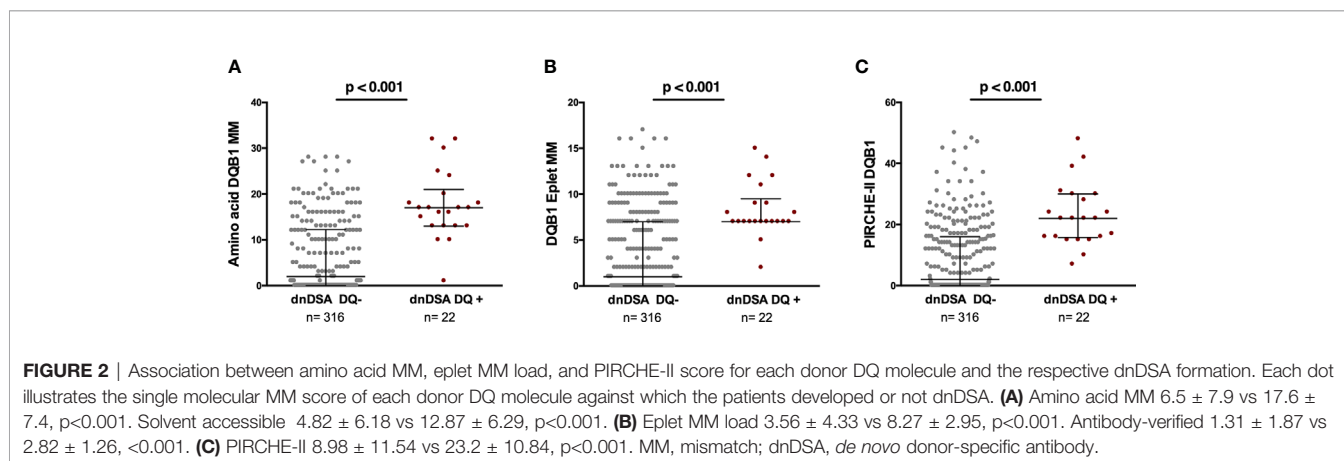 A
B
C
p < 0.001
p < 0.001
p < 0.001
Amino acid DQB1 MM
40
30
20
10
0
dnDSA DQ-
dnDSA DQ +
n= 316
n= 22
DQB1 Eplet MM
20
15
10
5
0
dnDSA DQ-
dnDSA DQ +
n= 316
n= 22
PIRCHE-II DQB1
60
40
20
0
dnDSA DQ-
dnDSA DQ +
n= 316
n= 22
FIGURE 2 | Association between amino acid MM, eplet MM load, and PIRCHE-II score for each donor DQ molecule and the respective dnDSA formation. Each dot
illustrates the single molecular MM score of each donor DQ molecule against which the patients developed or not dnDSA. (A) Amino acid MM 6.5 ± 7.9 vs 17.6 ±
7.4, p<0.001. Solvent accessible 4.82 ± 6.18 vs 12.87 ± 6.29, p<0.001. (B) Eplet MM load 3.56 ± 4.33 vs 8.27 ± 2.95, p<0.001. Antibody-verified 1.31 ± 1.87 vs
2.82 ± 1.26, <0.001. (C) PIRCHE-II 8.98 ± 11.54 vs 23.2 ± 10.84, p<0.001. MM, mismatch; dnDSA, de novo donor-specific antibody.